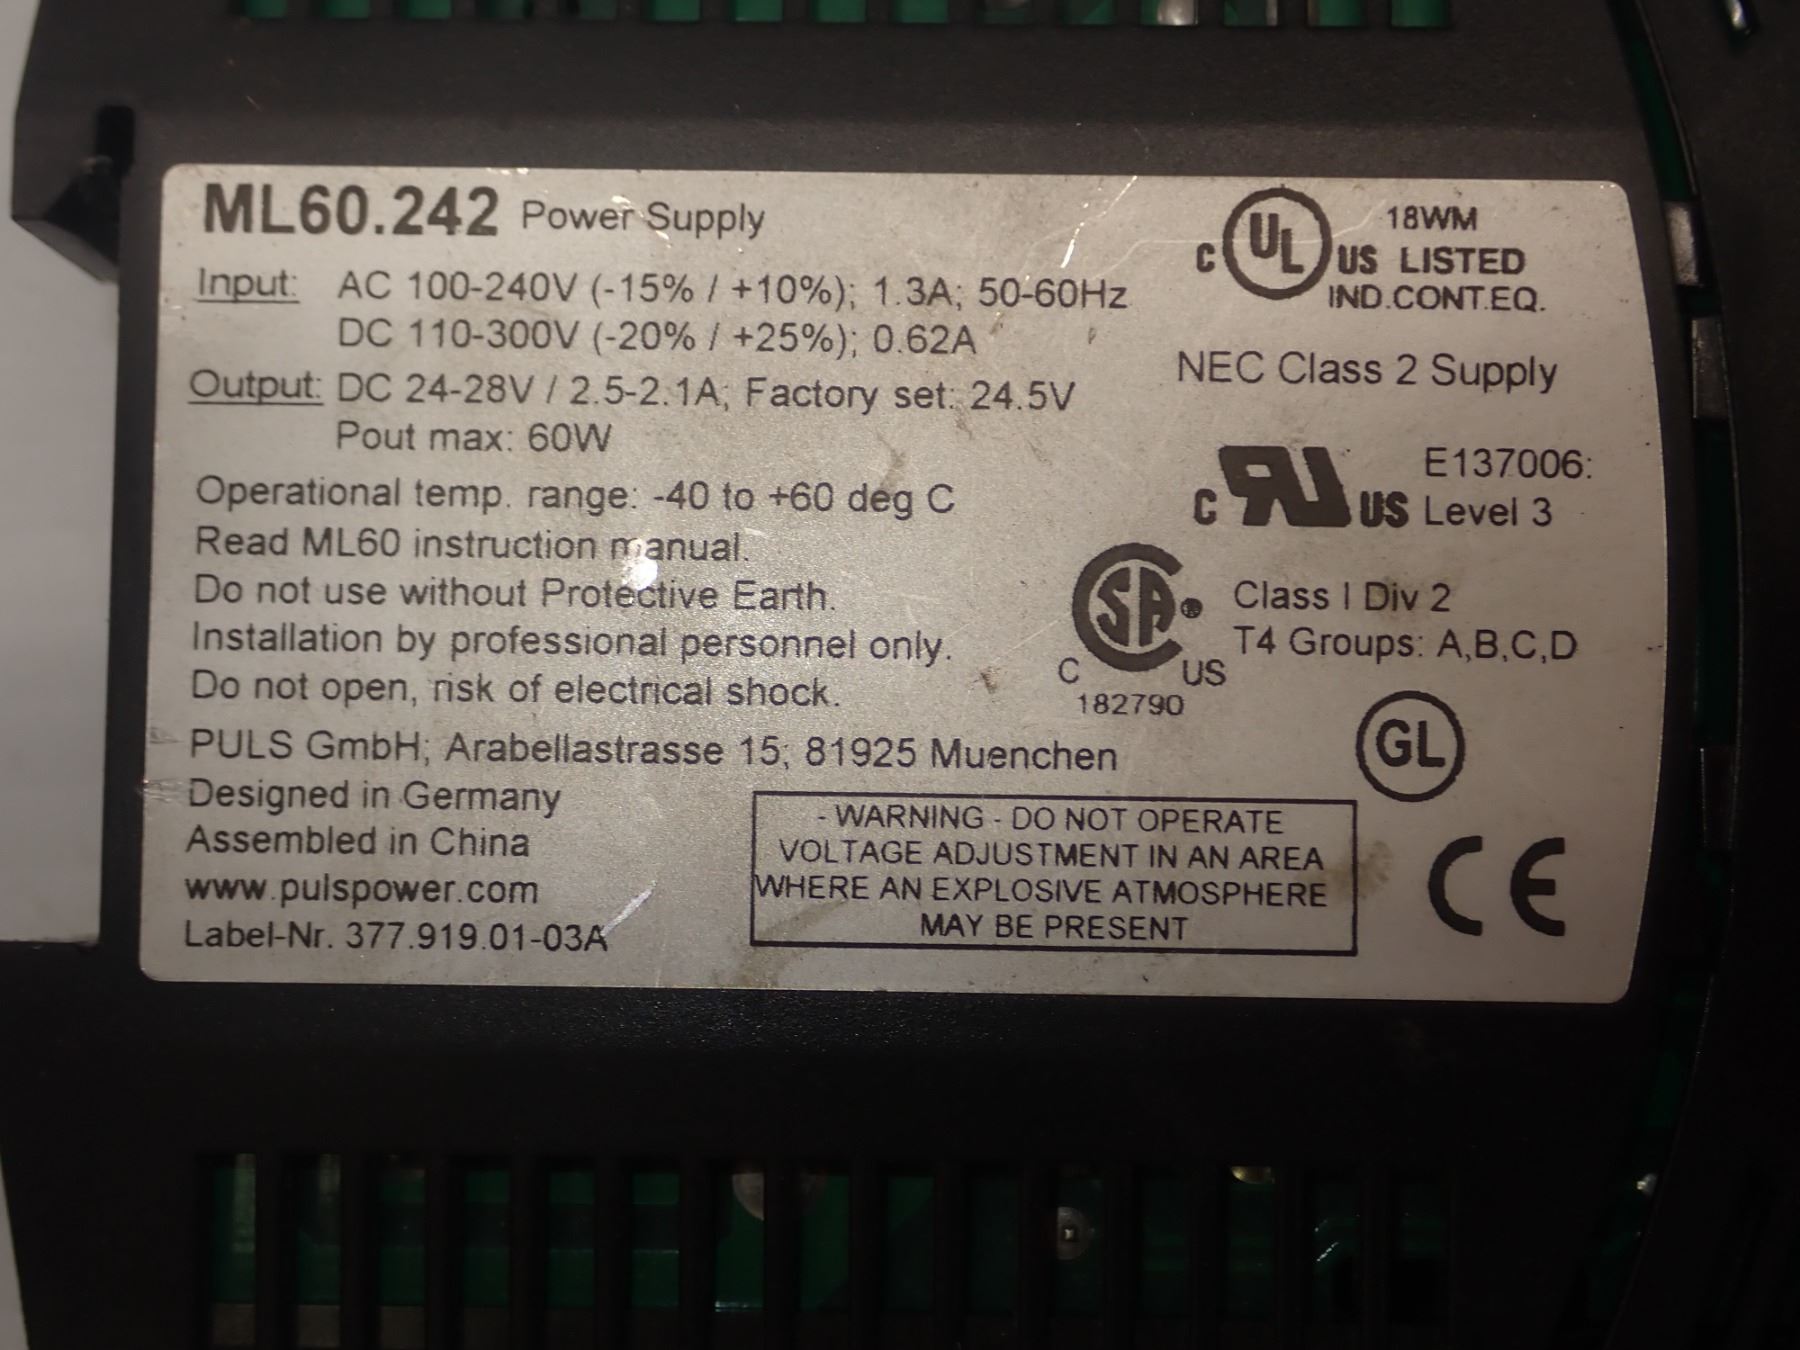 ML60.242 Power Supply
Input: AC 100-240V (-15% / +10%); 1.3A; 50-60Hz
DC 110-300V (-20% / +25%); 0.62A
Output: DC 24-28V / 2.5-2.1A; Factory set: 24.5V
Pout max: 60W
Operational temp. range: -40 to +60 deg C
Read ML60 instruction manual.
Do not use without Protective Earth.
Installation by professional personnel only.
Do not open, risk of electrical shock.
PULS GmbH; Arabellastrasse 15; 81925 Muenchen
Designed in Germany
Assembled in China
www.pulspower.com
Label-Nr. 377.919.01-03A
C UL US LISTED
18WM
IND.CONT.EQ.
NEC Class 2 Supply
C RU US
E137006:
Level 3
C SA US
182790
Class I Div 2
T4 Groups: A,B,C,D
GL
- WARNING - DO NOT OPERATE
VOLTAGE ADJUSTMENT IN AN AREA
WHERE AN EXPLOSIVE ATMOSPHERE
MAY BE PRESENT
CE